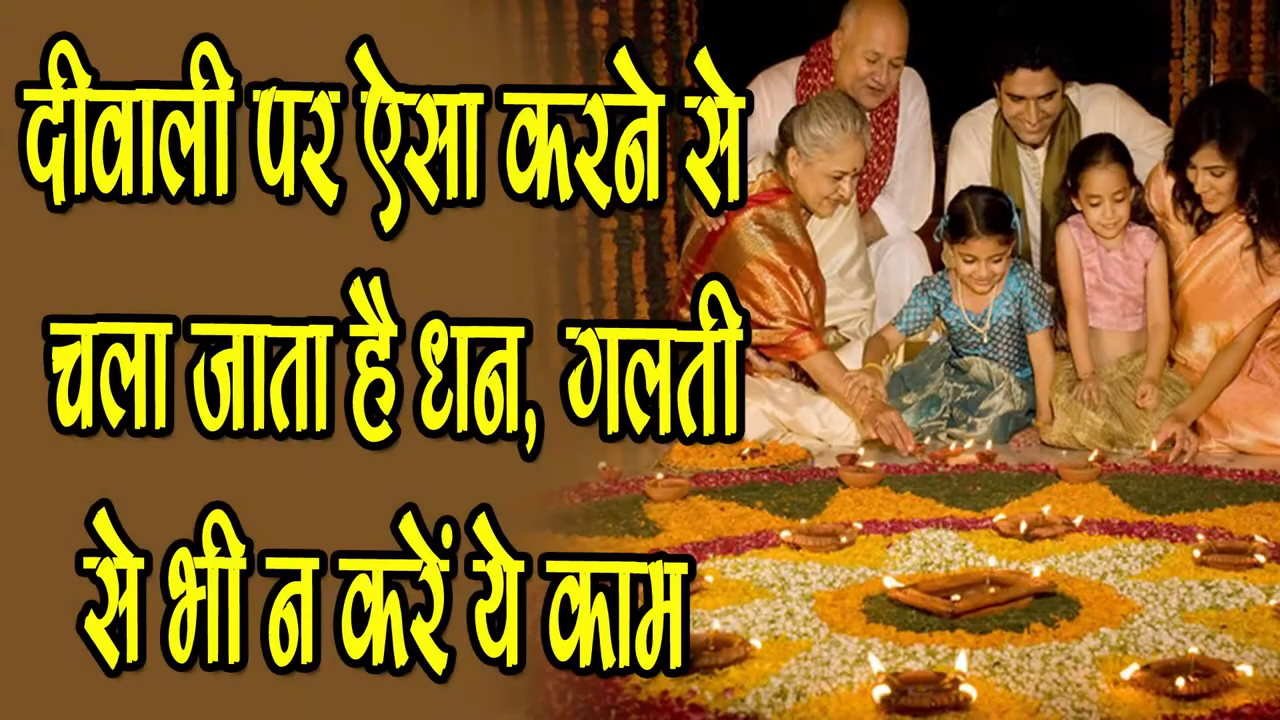 दीवाली पर ऐसा करने से
चला जाता है धन, गलती
से भी न करें ये काम